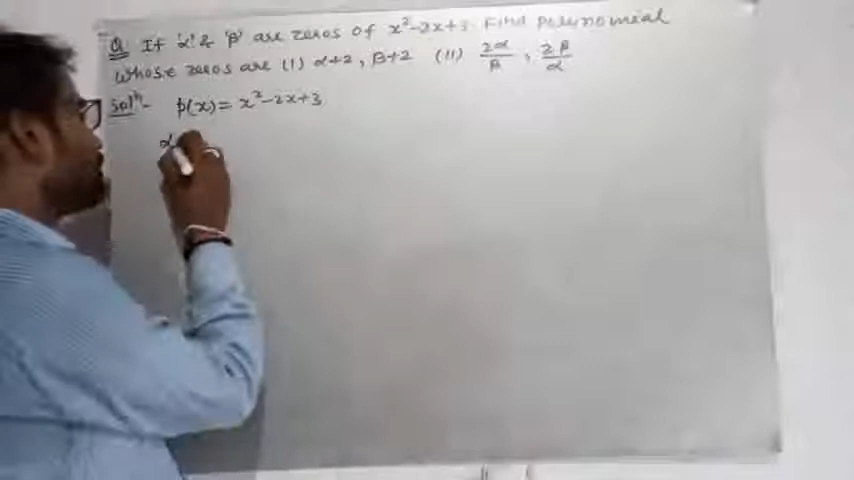 Q. If 'α' & 'β' are zeros of x²-2x+3. Find polynomial
whose zeros are (I) α+2, β+2 (II) 2α/β, 2β/α
Solⁿ- p(x)= x²-2x+3
α